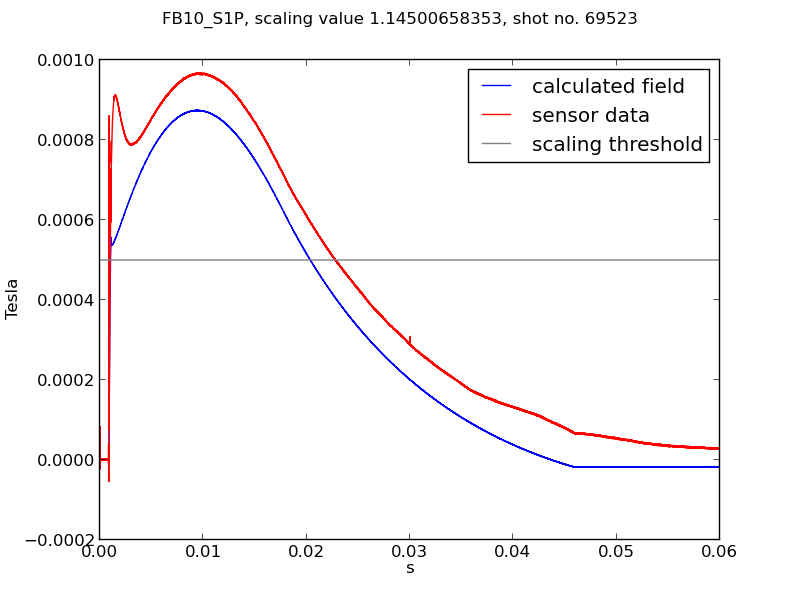 FB10_S1P, scaling value 1.14500658353, shot no. 69523
calculated field
sensor data
scaling threshold
Tesla
0.0010
0.0008
0.0006
0.0004
0.0002
0.0000
−0.0002
0.00
0.01
0.02
0.03
0.04
0.05
0.06
s